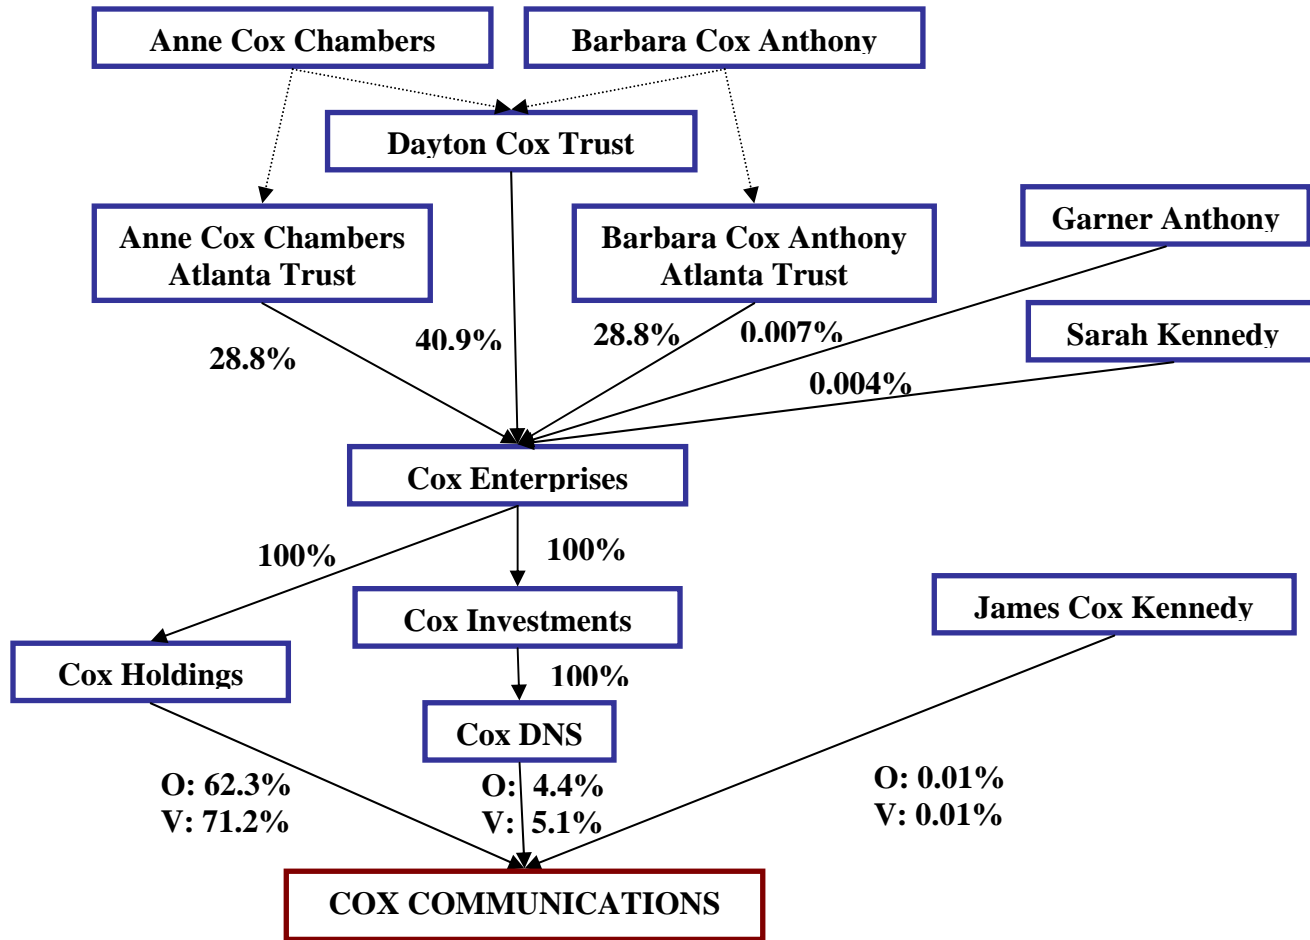 Anne Cox Chambers
Barbara Cox Anthony
Dayton Cox Trust
Anne Cox Chambers
Atlanta Trust
Barbara Cox Anthony
Atlanta Trust
Garner Anthony
Sarah Kennedy
28.8%
40.9%
28.8%
0.007%
0.004%
Cox Enterprises
100%
100%
Cox Investments
James Cox Kennedy
Cox Holdings
100%
Cox DNS
O: 62.3%
V: 71.2%
O: 4.4%
V: 5.1%
O: 0.01%
V: 0.01%
COX COMMUNICATIONS